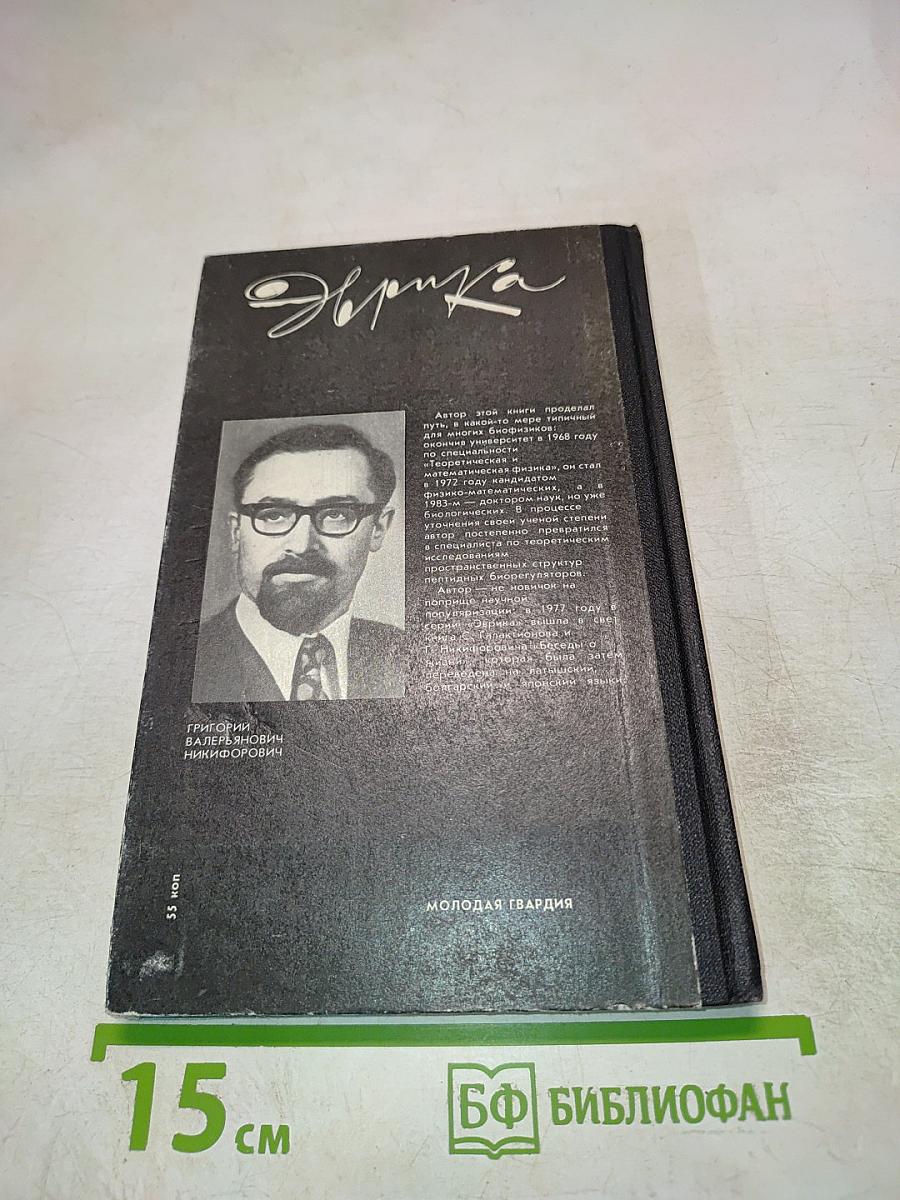 Эврика
Автор этой книги проделал
путь, в какой-то мере типичный
для многих биофизиков:
окончив университет в 1968 году
по специальности
«Теоретическая и
математическая физика», он стал
в 1972 году кандидатом
физико-математических, а в
1983-м — доктором наук, но уже
биологических. В процессе
уточнения своей ученой степени
автор постепенно превратился
в специалиста по теоретическим
исследованиям
пространственных структур
пептидных биорегуляторов.
Автор — не новичок на
поприще научной
популяризации: в 1977 году в
серии «Эврика» вышла в свет
книга С. Галактионова и
Г. Никифоровича «Беседы о
жизни», которая была затем
переведена на латышский,
болгарский и японский языки.
ГРИГОРИЙ
ВАЛЕРЬЯНОВИЧ
НИКИФОРОВИЧ
55 коп
МОЛОДАЯ ГВАРДИЯ
15 см
БФ БИБЛИОФАН